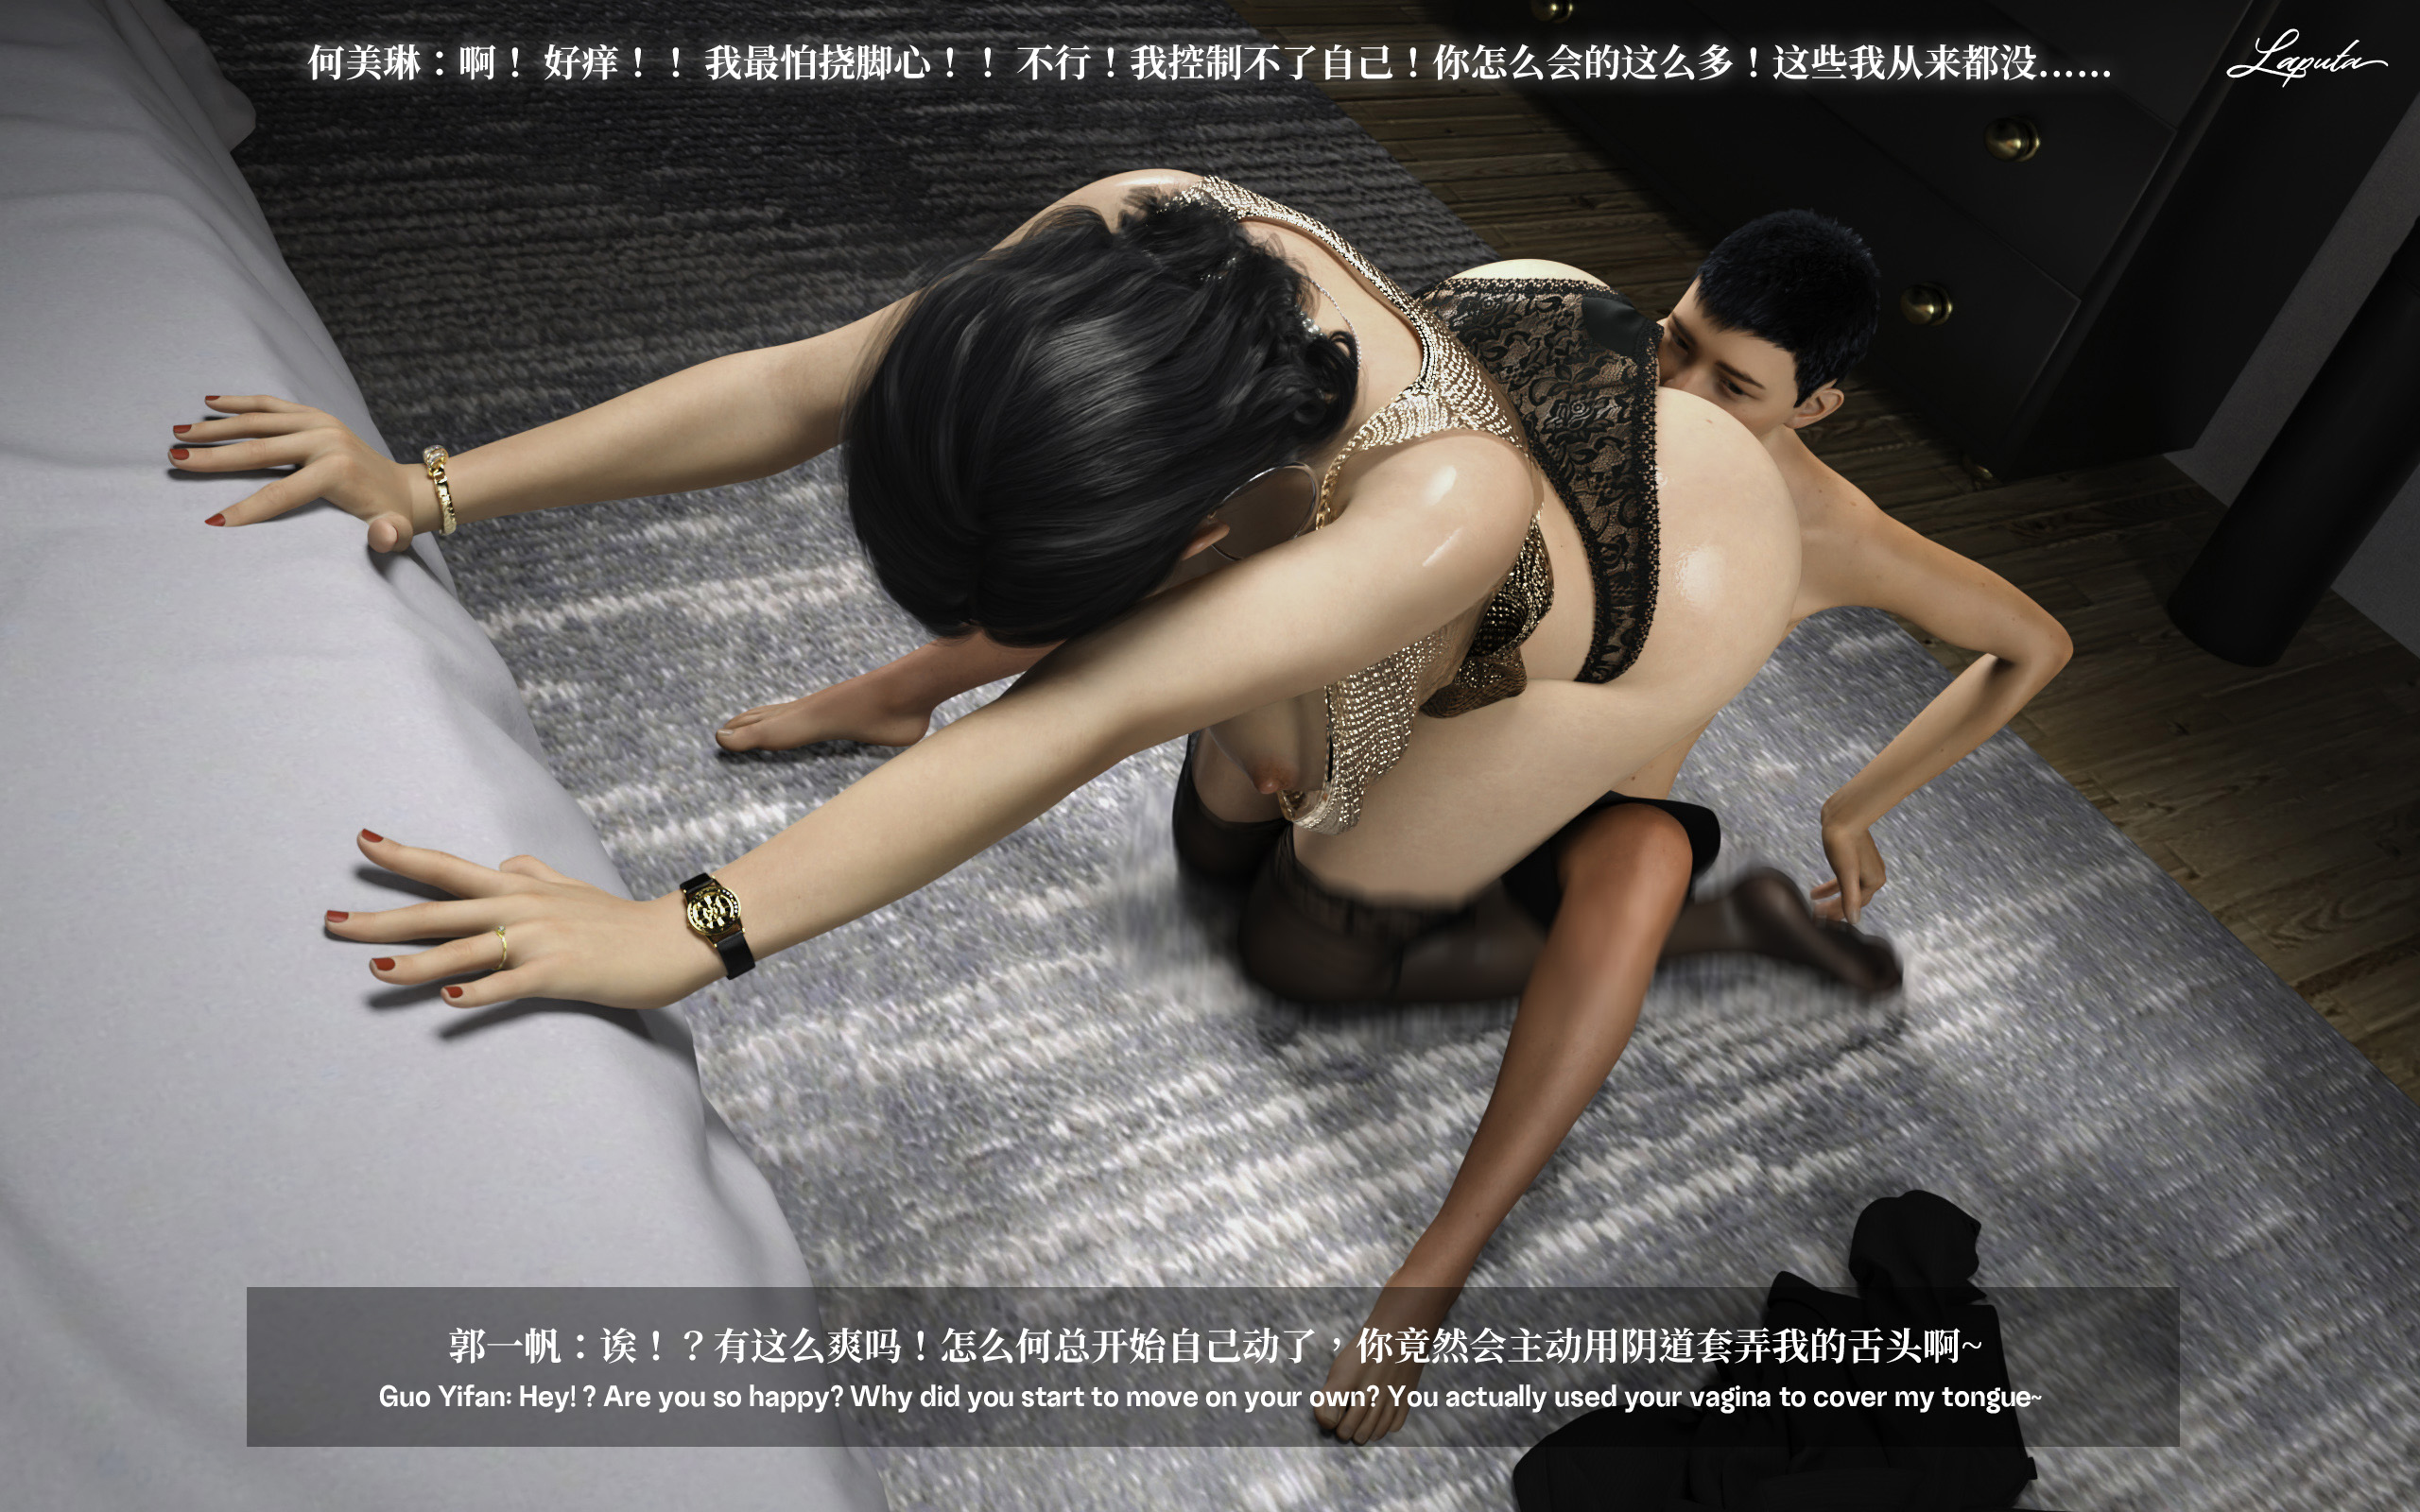 何美琳：啊！ 好痒！！ 我最怕挠脚心！！ 不行！我控制不了自己！你怎么会的这么多！这些我从来都没……
Laputa
郭一帆：诶！？有这么爽吗！怎么何总开始自己动了，你竟然会主动用阴道套弄我的舌头啊~
Guo Yifan: Hey! ? Are you so happy? Why did you start to move on your own? You actually used your vagina to cover my tongue~